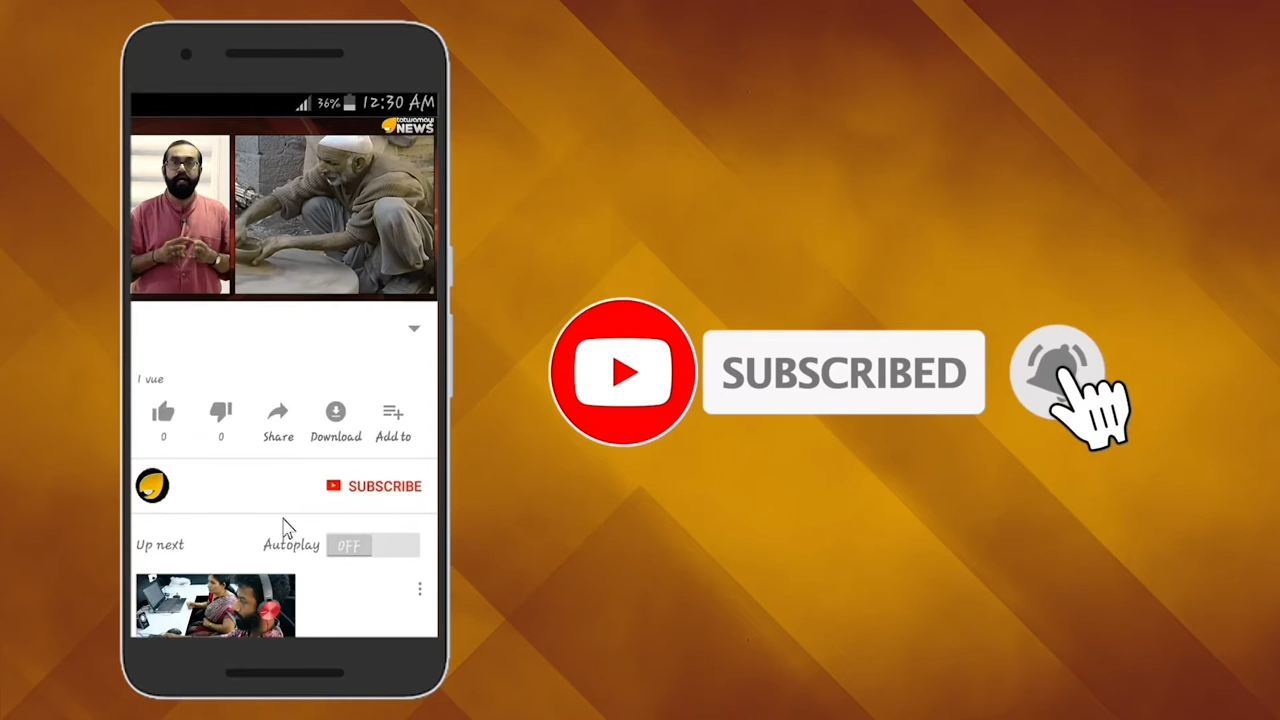 36% 12:30 AM
tatwamayi
NEWS
1 vue
0 0 Share Download Add to
SUBSCRIBE
Up next Autoplay OFF
SUBSCRIBED